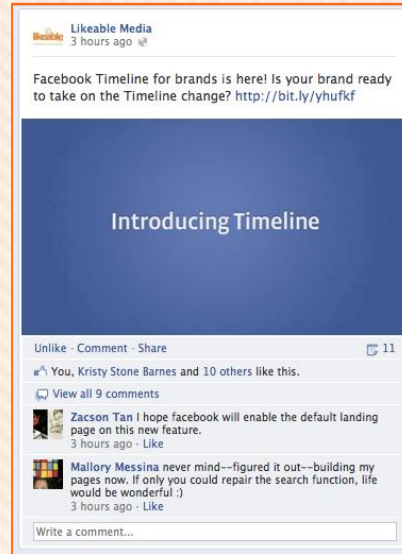 likeable
Likeable Media
3 hours ago
Facebook Timeline for brands is here! Is your brand ready
to take on the Timeline change? http://bit.ly/yhufkf
Introducing Timeline
Unlike · Comment · Share
11
You, Kristy Stone Barnes and 10 others like this.
View all 9 comments
Zacson Tan I hope facebook will enable the default landing
page on this new feature.
3 hours ago · Like
Mallory Messina never mind--figured it out--building my
pages now. If only you could repair the search function, life
would be wonderful :)
3 hours ago · Like
Write a comment...